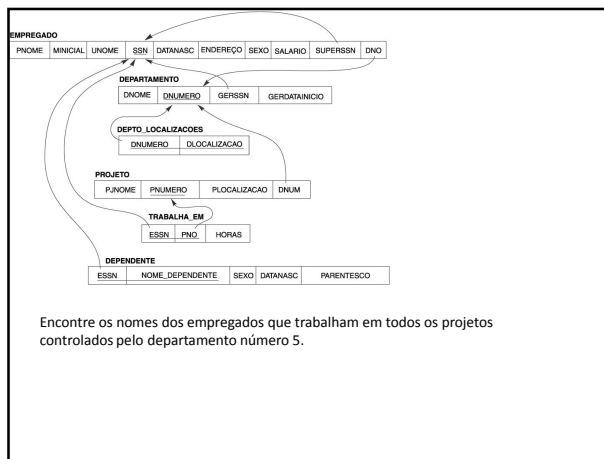 EMPREGADO
PNOME MINICIAL UNOME SSN DATANASC ENDEREÇO SEXO SALARIO SUPERSSN DNO
DEPARTAMENTO
DNOME DNUMERO GERSSN GERDATAINICIO
DEPTO_LOCALIZACOES
DNUMERO DLOCALIZACAO
PROJETO
PJNOME PNUMERO PLOCALIZACAO DNUM
TRABALHA_EM
ESSN PNO HORAS
DEPENDENTE
ESSN NOME_DEPENDENTE SEXO DATANASC PARENTESCO
Encontre os nomes dos empregados que trabalham em todos os projetos
controlados pelo departamento número 5.